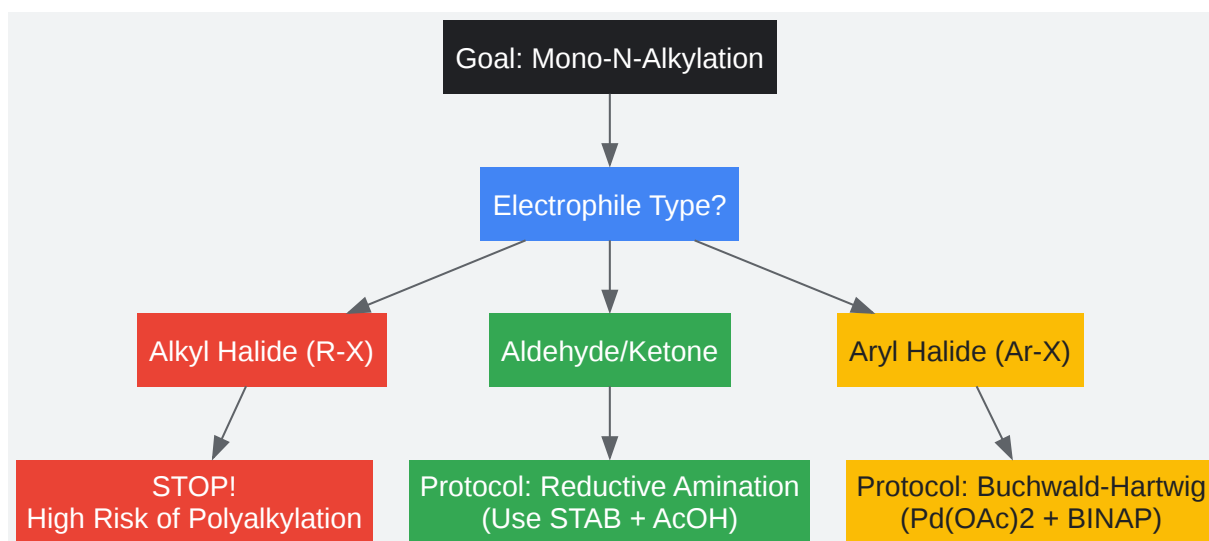 Goal: Mono-N-Alkylation
Electrophile Type?
Alkyl Halide (R-X)
Aldehyde/Ketone
Aryl Halide (Ar-X)
STOP!
High Risk of Polyalkylation
Protocol: Reductive Amination
(Use STAB + AcOH)
Protocol: Buchwald-Hartwig
(Pd(OAc)2 + BINAP)